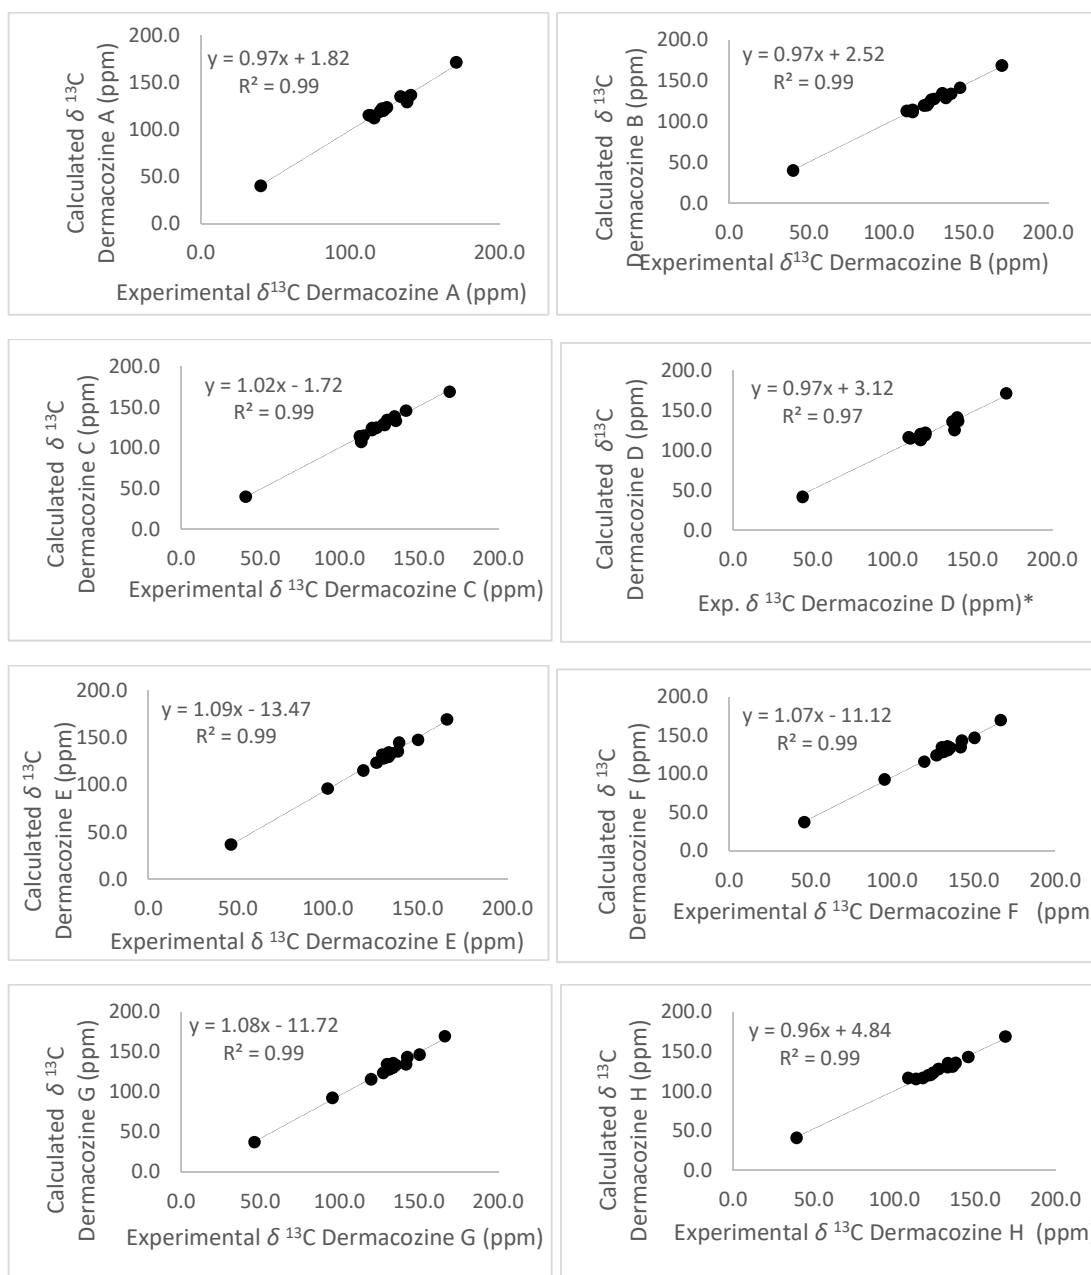 Calculated δ ¹³C
Dermacozine A (ppm)
y = 0.97x + 1.82
R² = 0.99
200.0
150.0
100.0
50.0
0.0
0.0 100.0 200.0
Experimental δ¹³C Dermacozine A (ppm)
Calculated δ ¹³C
Dermacozine B (ppm)
y = 0.97x + 2.52
R² = 0.99
200.0
150.0
100.0
50.0
0.0
0.0 50.0 100.0 150.0 200.0
Experimental δ¹³C Dermacozine B (ppm)
Calculated δ ¹³C
Dermacozine C (ppm)
y = 1.02x - 1.72
R² = 0.99
200.0
150.0
100.0
50.0
0.0
0.0 50.0 100.0 150.0 200.0
Experimental δ ¹³C Dermacozine C (ppm)
Calculated δ¹³C
Dermacozine D (ppm)
y = 0.97x + 3.12
R² = 0.97
200.0
150.0
100.0
50.0
0.0
0.0 50.0 100.0 150.0 200.0
Exp. δ ¹³C Dermacozine D (ppm)*
Calculated δ ¹³C
Dermacozine E (ppm)
y = 1.09x - 13.47
R² = 0.99
200.0
150.0
100.0
50.0
0.0
0.0 50.0 100.0 150.0 200.0
Experimental δ ¹³C Dermacozine E (ppm)
Calculated δ ¹³C
Dermacozine F (ppm)
y = 1.07x - 11.12
R² = 0.99
200.0
150.0
100.0
50.0
0.0
0.0 50.0 100.0 150.0 200.0
Experimental δ ¹³C Dermacozine F (ppm
Calculated δ ¹³C
Dermacozine G (ppm)
y = 1.08x - 11.72
R² = 0.99
200.0
150.0
100.0
50.0
0.0
0.0 50.0 100.0 150.0 200.0
Experimental δ ¹³C Dermacozine G (ppm)
Calculated δ ¹³C
Dermacozine H (ppm)
y = 0.96x + 4.84
R² = 0.99
200.0
150.0
100.0
50.0
0.0
0.0 50.0 100.0 150.0 200.0
Experimental δ ¹³C Dermacozine H (ppm)